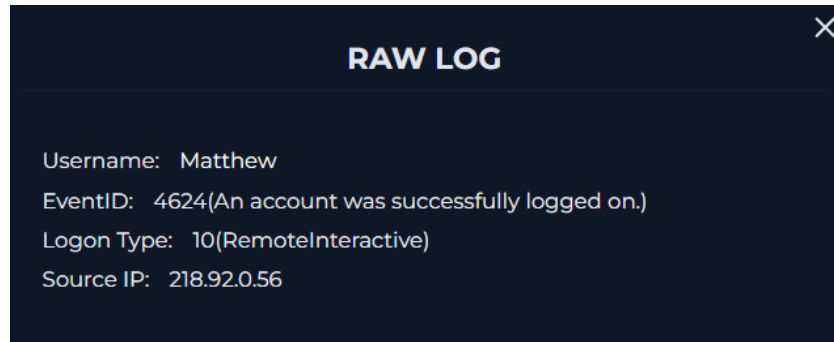 RAW LOG
Username: Matthew
EventID: 4624(An account was successfully logged on.)
Logon Type: 10(RemoteInteractive)
Source IP: 218.92.0.56